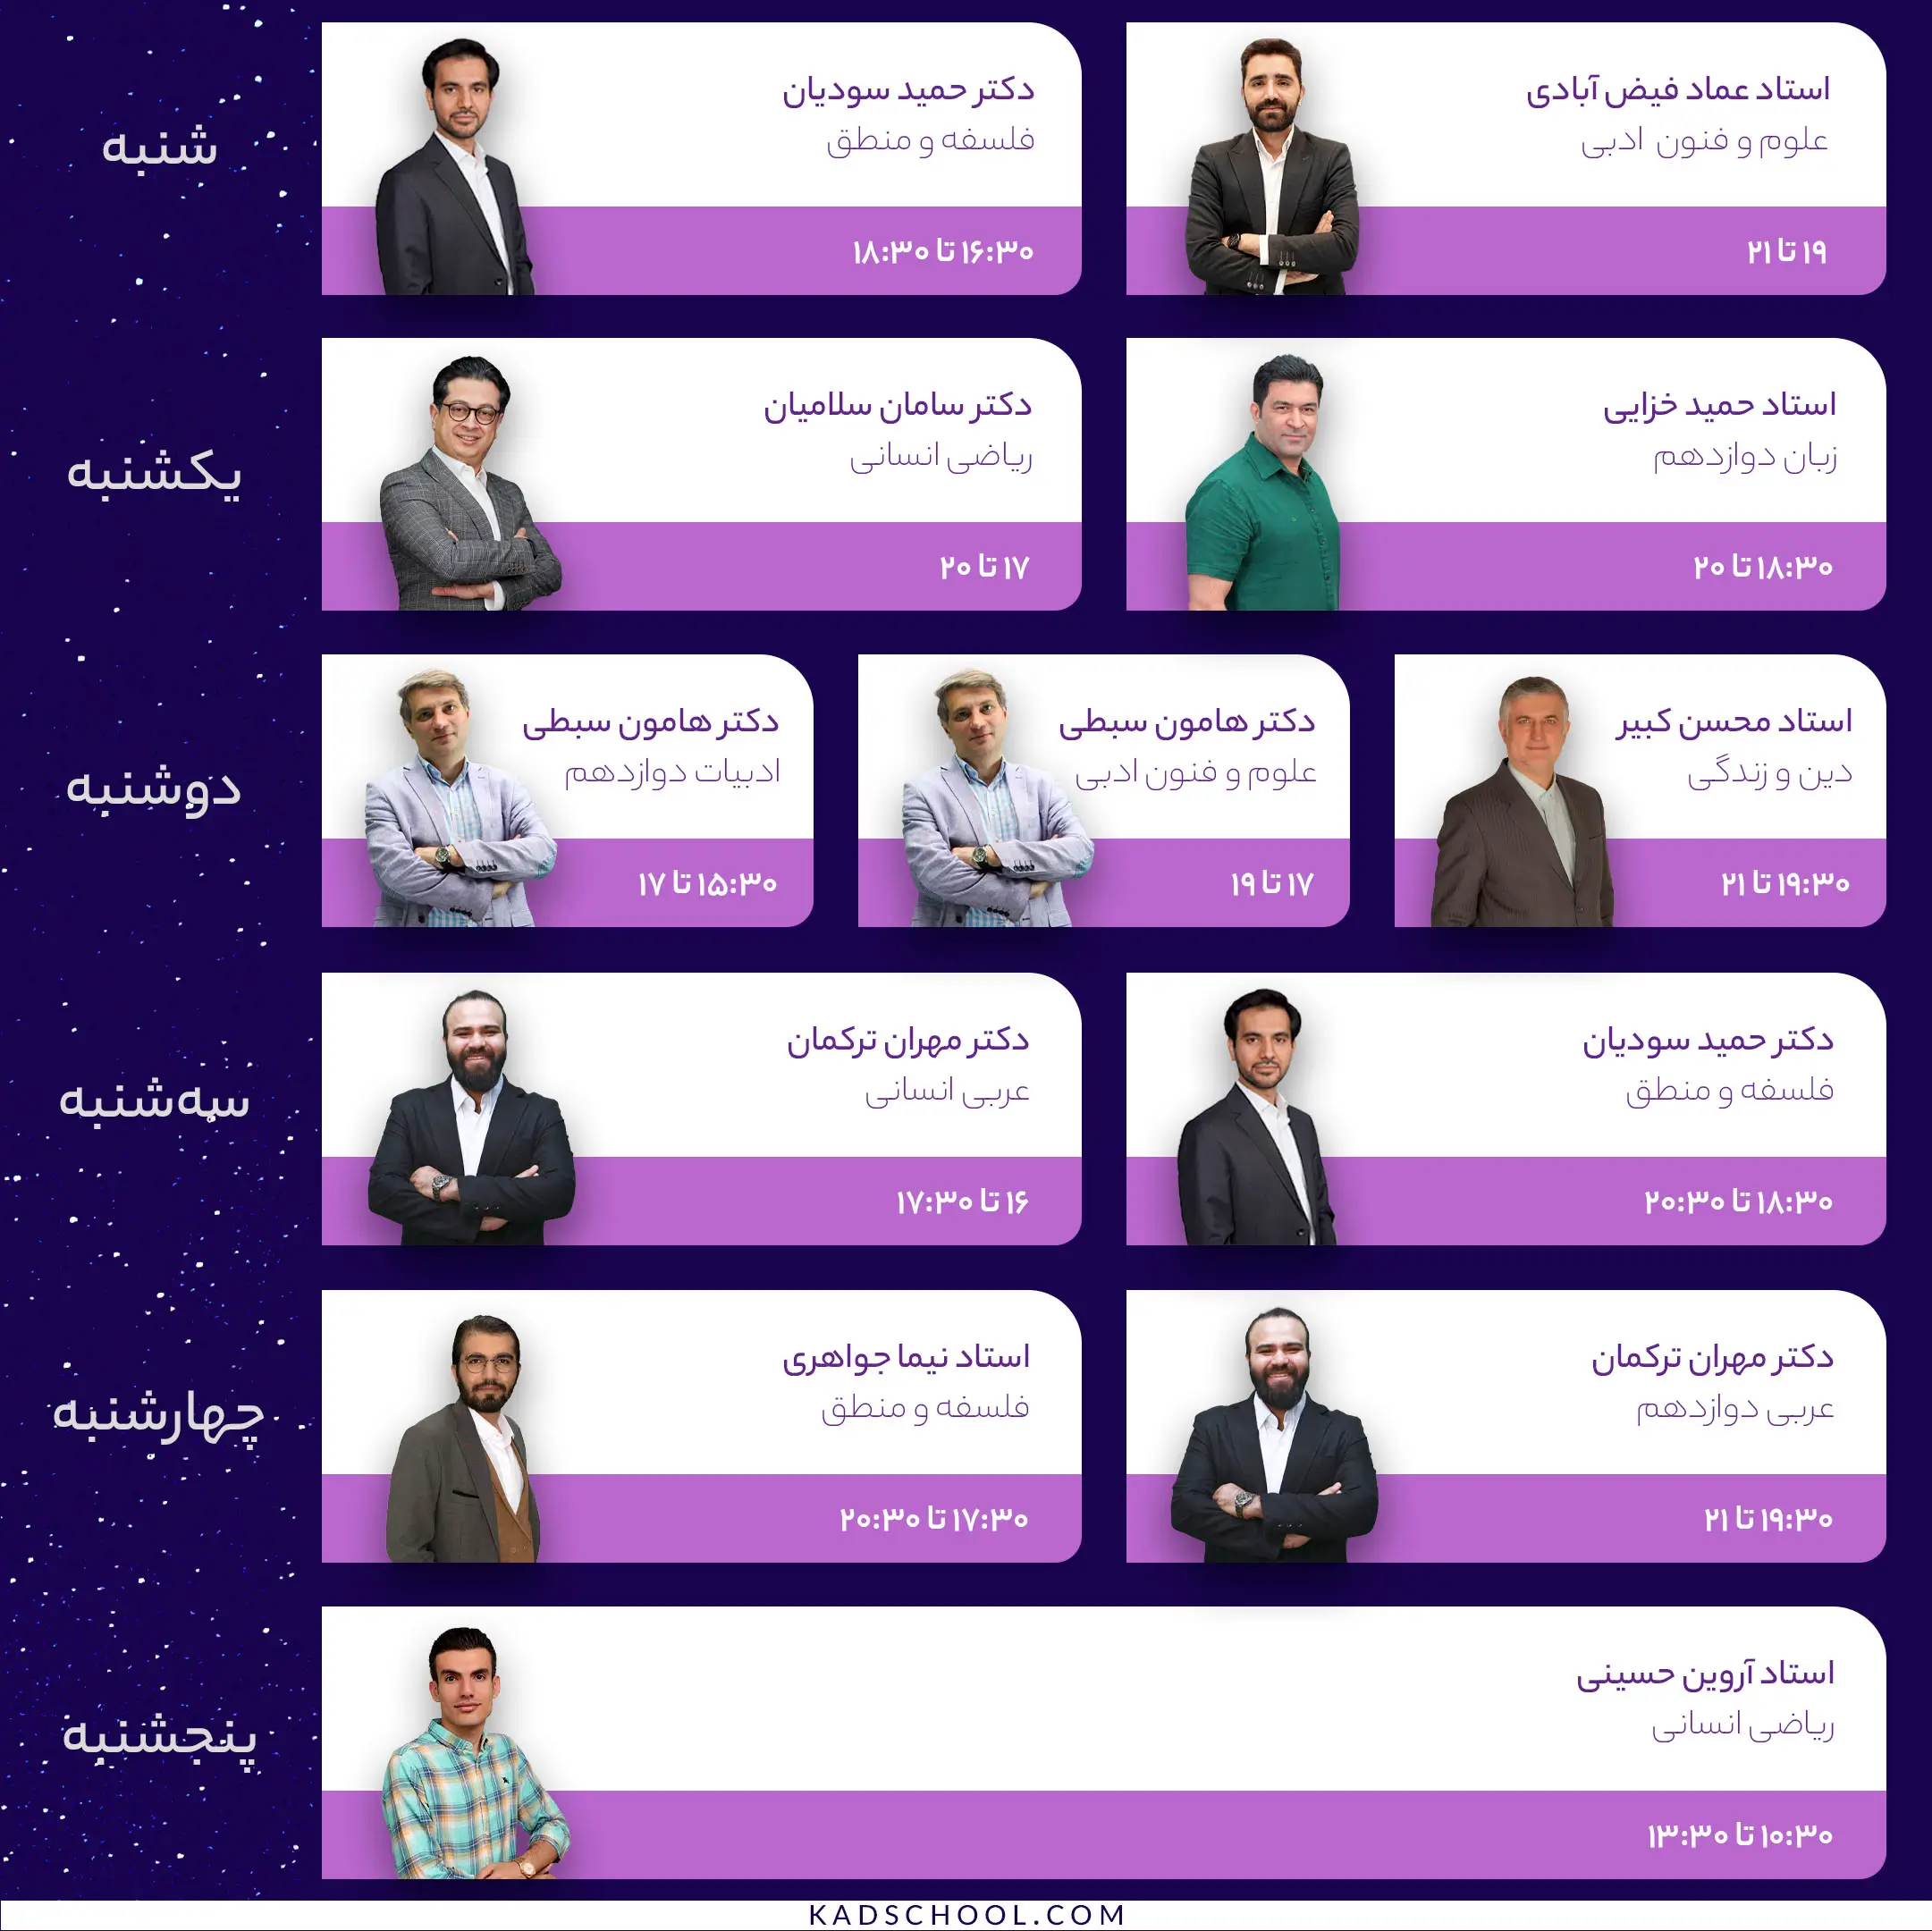 شنبه
استاد عماد فیض آبادی
علوم و فنون ادبی
۱۹ تا ۲۱
دکتر حمید سودیان
فلسفه و منطق
۱۶:۳۰ تا ۱۸:۳۰
یکشنبه
استاد حمید خزایی
زبان دوازدهم
۱۸:۳۰ تا ۲۰
دکتر سامان سلامیان
ریاضی انسانی
۱۷ تا ۲۰
دوشنبه
استاد محسن کبیر
دین و زندگی
۱۹:۳۰ تا ۲۱
دکتر هامون سبطی
علوم و فنون ادبی
۱۷ تا ۱۹
دکتر هامون سبطی
ادبیات دوازدهم
۱۵:۳۰ تا ۱۷
سه‌شنبه
دکتر حمید سودیان
فلسفه و منطق
۱۸:۳۰ تا ۲۰:۳۰
دکتر مهران ترکمان
عربی انسانی
۱۶ تا ۱۷:۳۰
چهارشنبه
دکتر مهران ترکمان
عربی دوازدهم
۱۹:۳۰ تا ۲۱
استاد نیما جواهری
فلسفه و منطق
۱۷:۳۰ تا ۲۰:۳۰
پنجشنبه
استاد آروین حسینی
ریاضی انسانی
۱۰:۳۰ تا ۱۳:۳۰
KADSCHOOL.COM